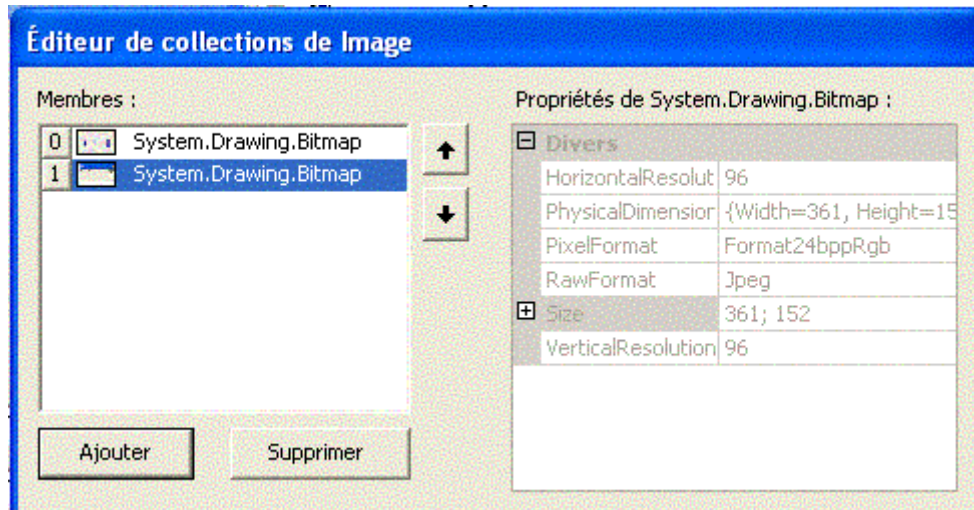 Éditeur de collections de Image
Membres :
0 System.Drawing.Bitmap
1 System.Drawing.Bitmap
Ajouter
Supprimer
Propriétés de System.Drawing.Bitmap :
Divers
HorizontalResolut 96
PhysicalDimension {Width=361, Height=15
PixelFormat Format24bppRgb
RawFormat Jpeg
Size 361; 152
VerticalResolution 96